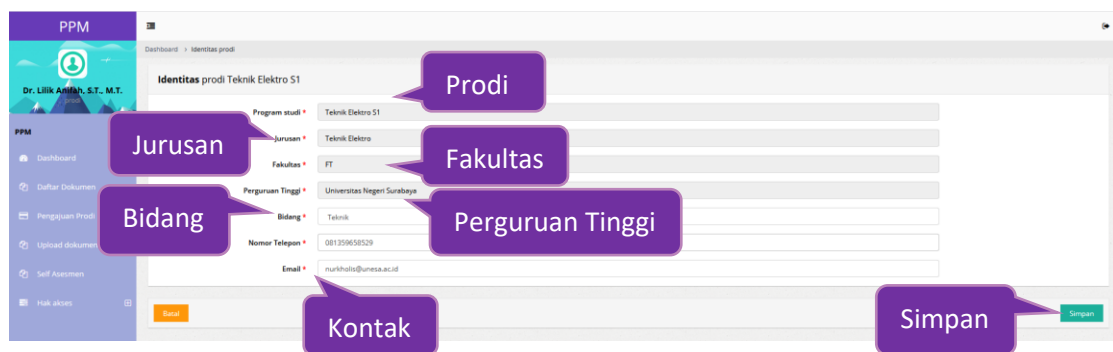 PPM
Dashboard > Identitas prodi
Dr. Lilik Anifah, S.T., M.T.
prodi
PPM
Dashboard
Daftar Dokumen
Pengajuan Prodi
Upload dokumen
Self Asesmen
Hak akses
Identitas prodi Teknik Elektro S1
Prodi
Program studi * Teknik Elektro S1
Jurusan
Jurusan * Teknik Elektro
Fakultas
Fakultas * FT
Perguruan Tinggi * Universitas Negeri Surabaya
Perguruan Tinggi
Bidang
Bidang * Teknik
Nomor Telepon * 081359658529
Email * nurkholis@unesa.ac.id
Kontak
Batal
Simpan
Simpan